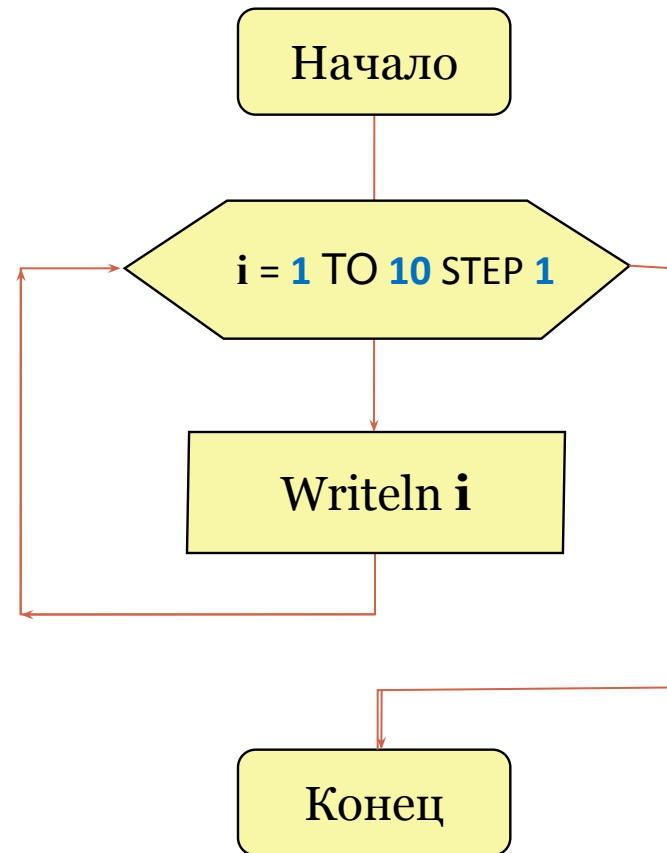 Начало
i = 1 TO 10 STEP 1
Writeln i
Конец